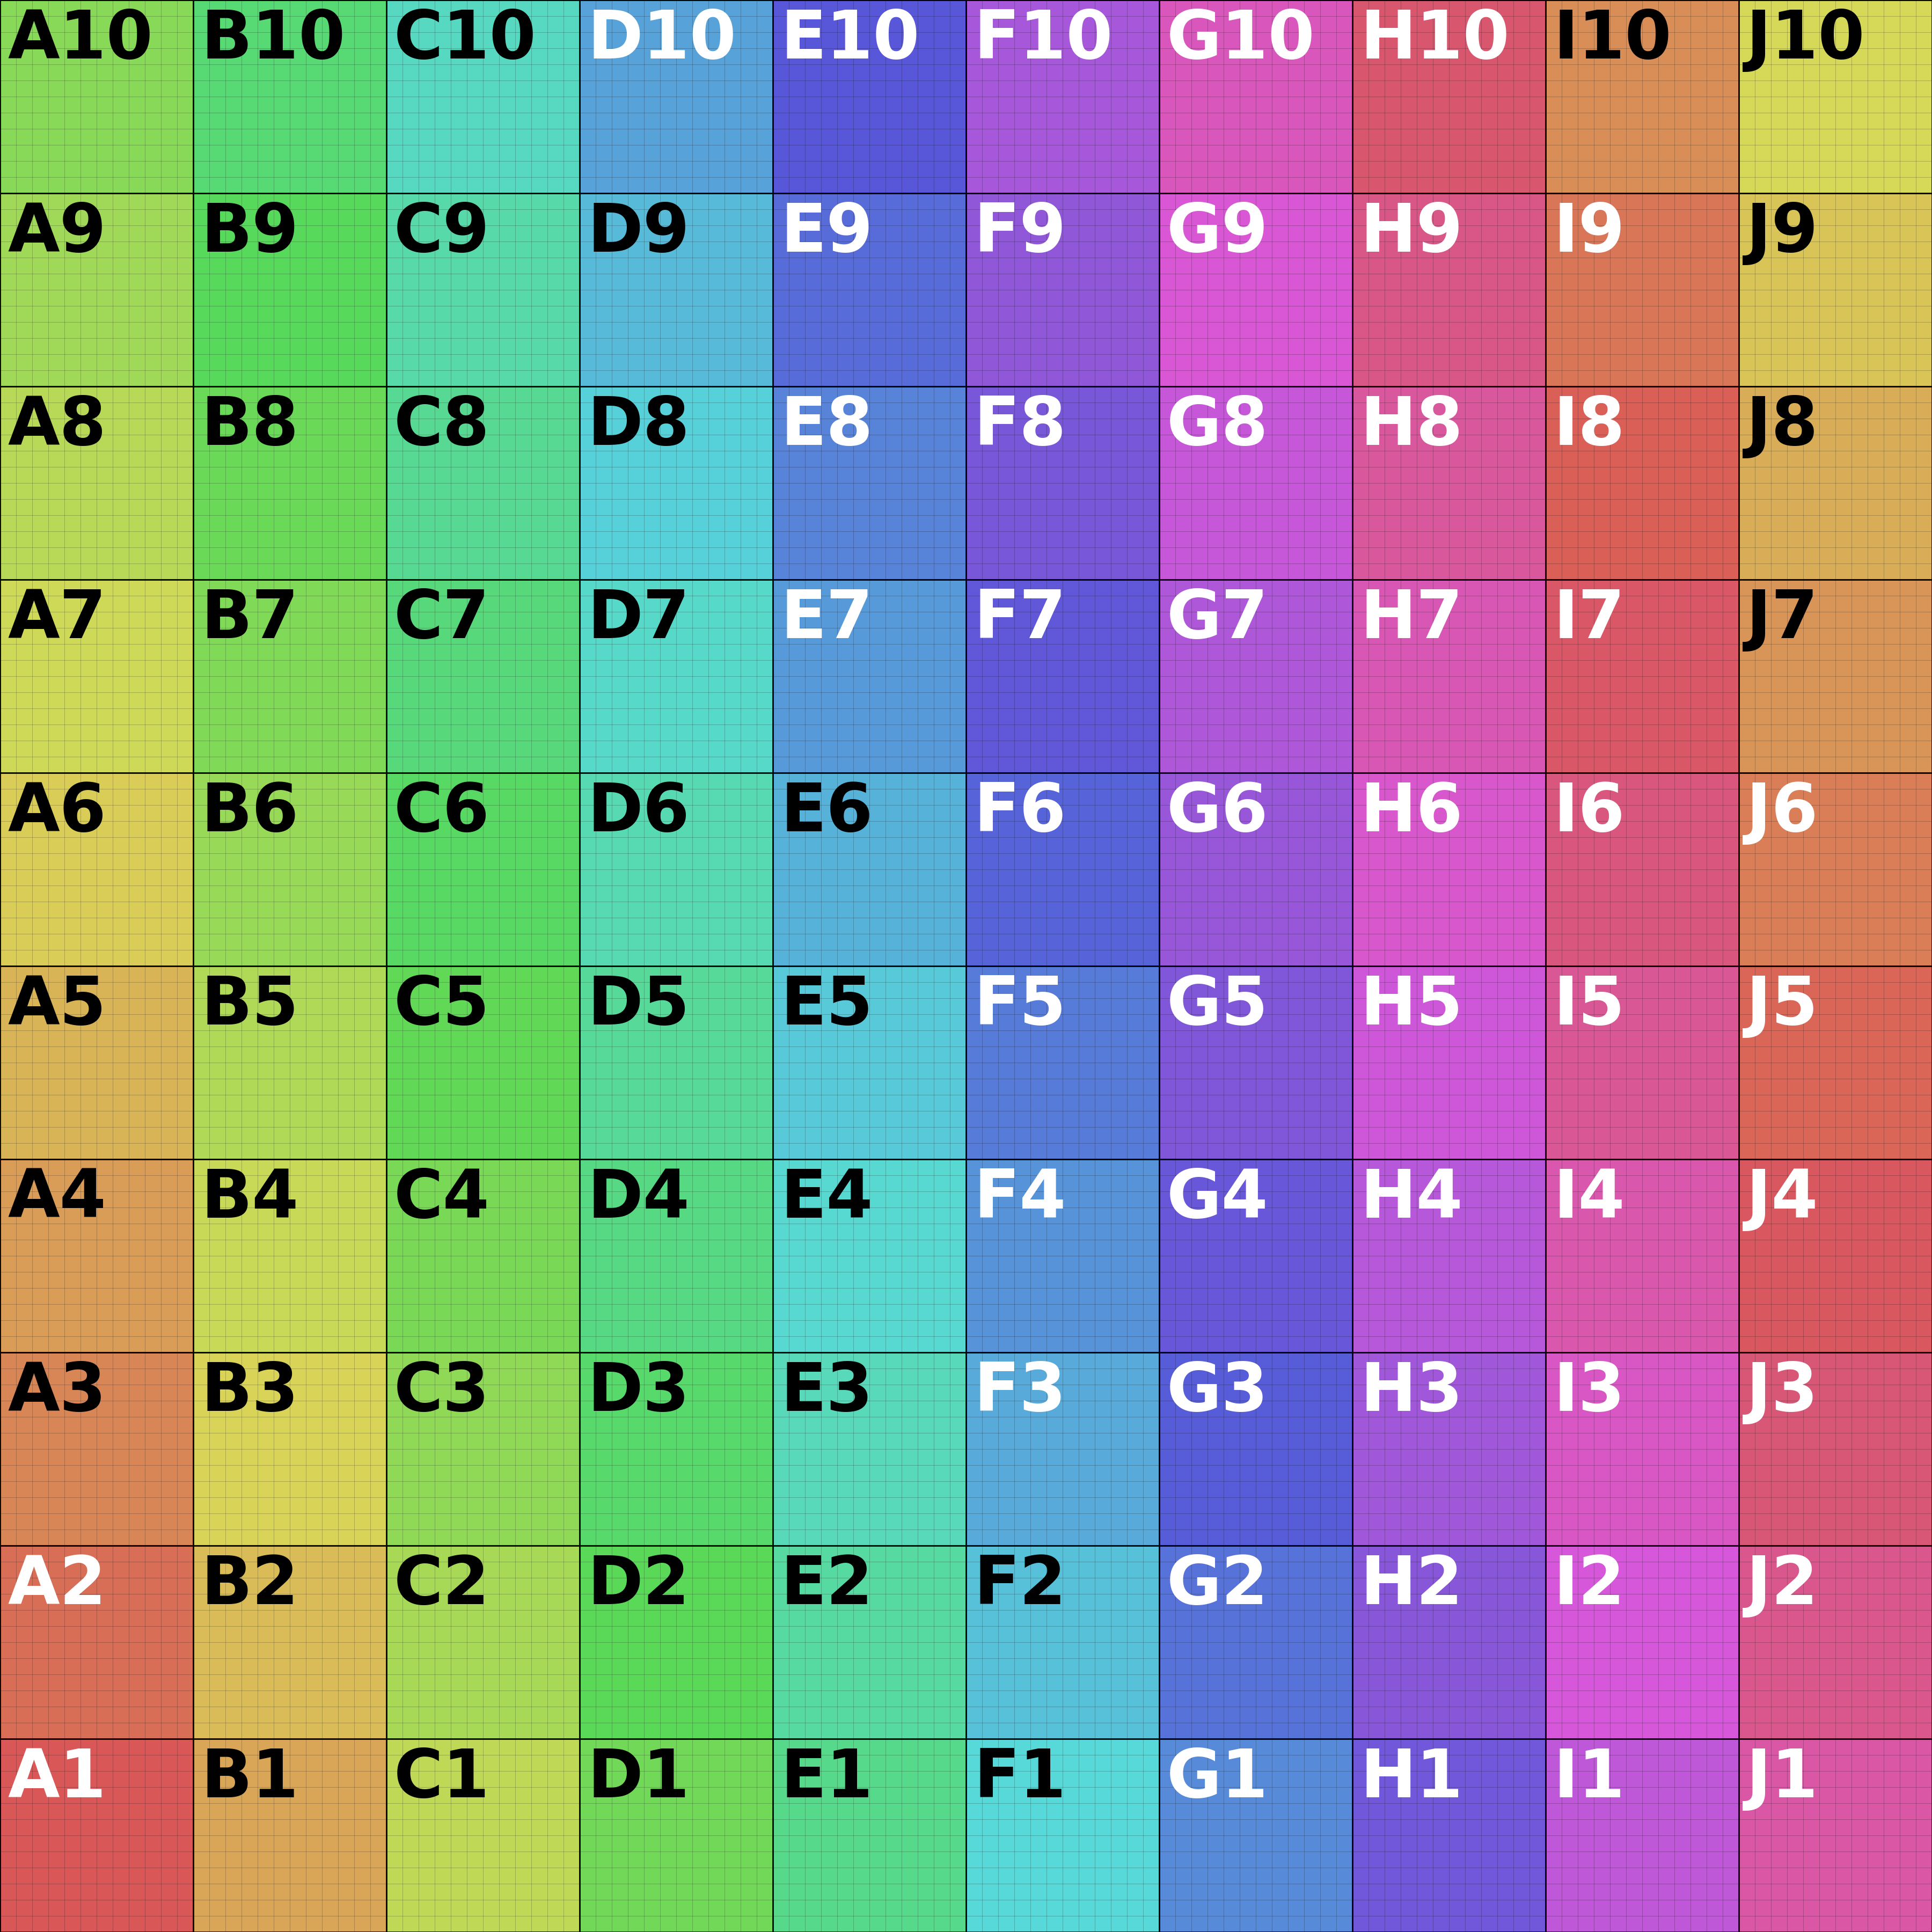 A10 B10 C10 D10 E10 F10 G10 H10 I10 J10
A9 B9 C9 D9 E9 F9 G9 H9 I9 J9
A8 B8 C8 D8 E8 F8 G8 H8 I8 J8
A7 B7 C7 D7 E7 F7 G7 H7 I7 J7
A6 B6 C6 D6 E6 F6 G6 H6 I6 J6
A5 B5 C5 D5 E5 F5 G5 H5 I5 J5
A4 B4 C4 D4 E4 F4 G4 H4 I4 J4
A3 B3 C3 D3 E3 F3 G3 H3 I3 J3
A2 B2 C2 D2 E2 F2 G2 H2 I2 J2
A1 B1 C1 D1 E1 F1 G1 H1 I1 J1